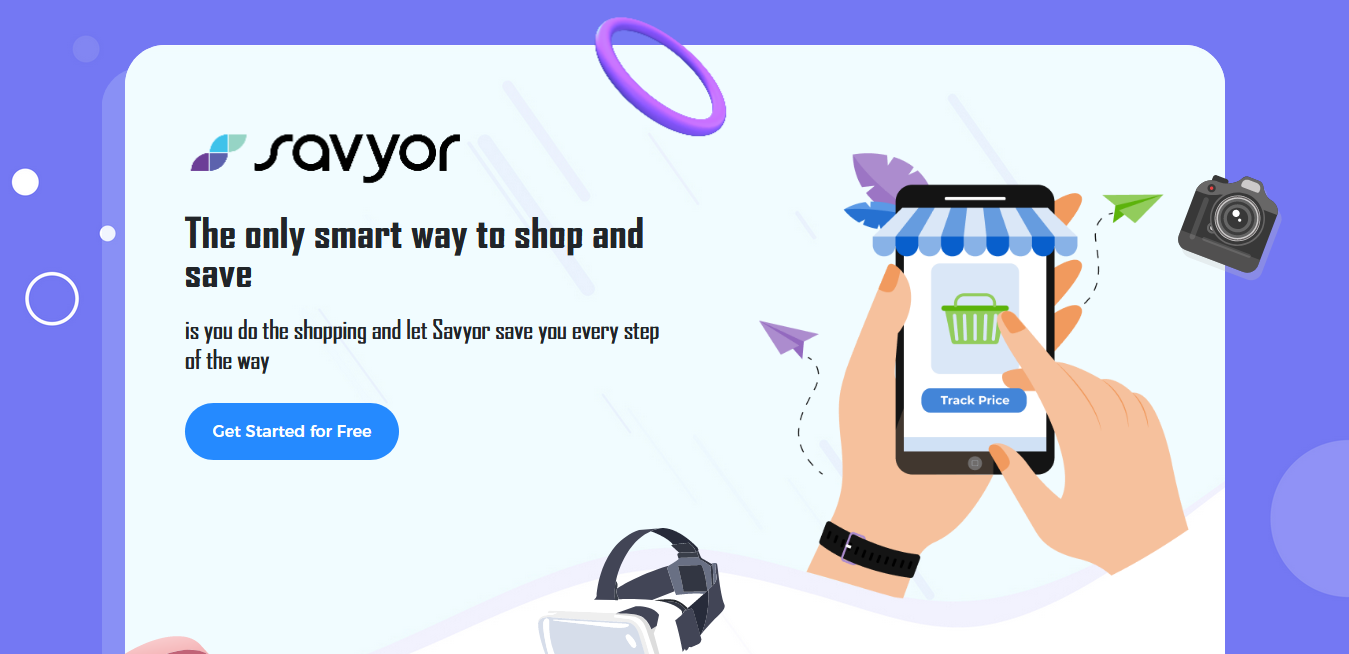 savyor
The only smart way to shop and
save
is you do the shopping and let Savyor save you every step
of the way
Get Started for Free
Track Price